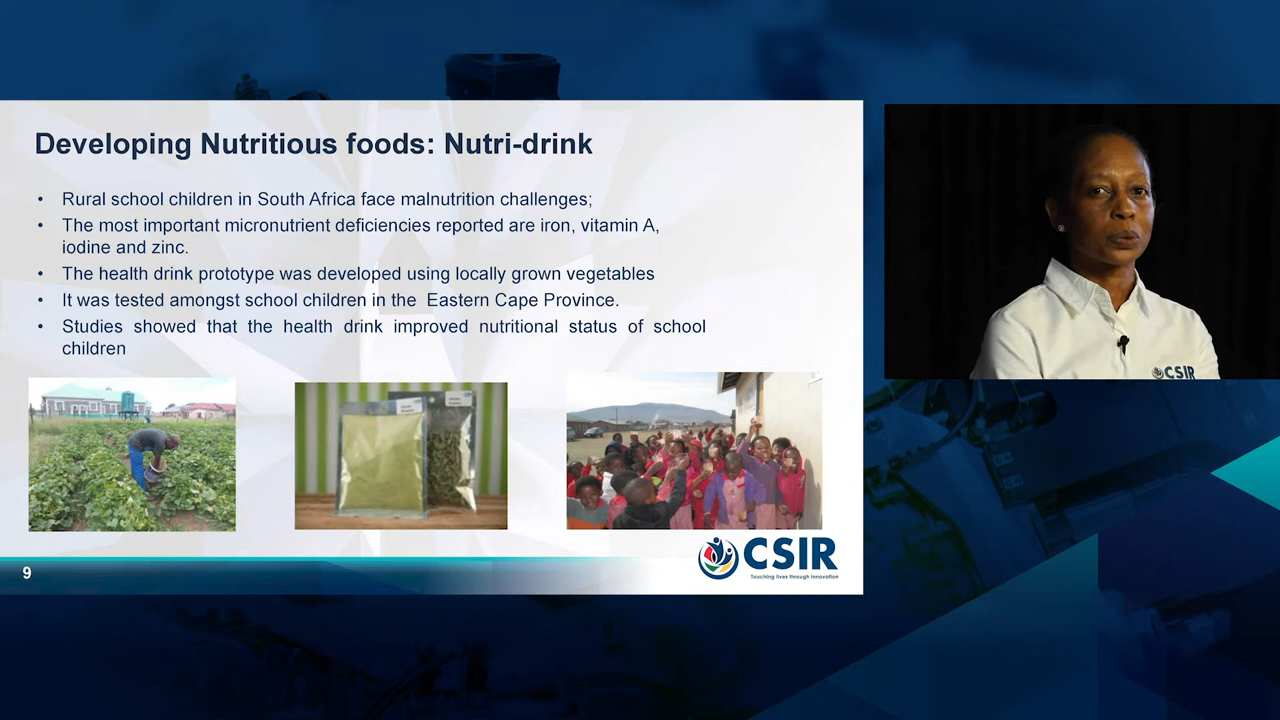 Developing Nutritious foods: Nutri-drink
• Rural school children in South Africa face malnutrition challenges;
• The most important micronutrient deficiencies reported are iron, vitamin A,
iodine and zinc.
• The health drink prototype was developed using locally grown vegetables
• It was tested amongst school children in the Eastern Cape Province.
• Studies showed that the health drink improved nutritional status of school
children
CSIR
Touching lives through innovation
9
CSIR